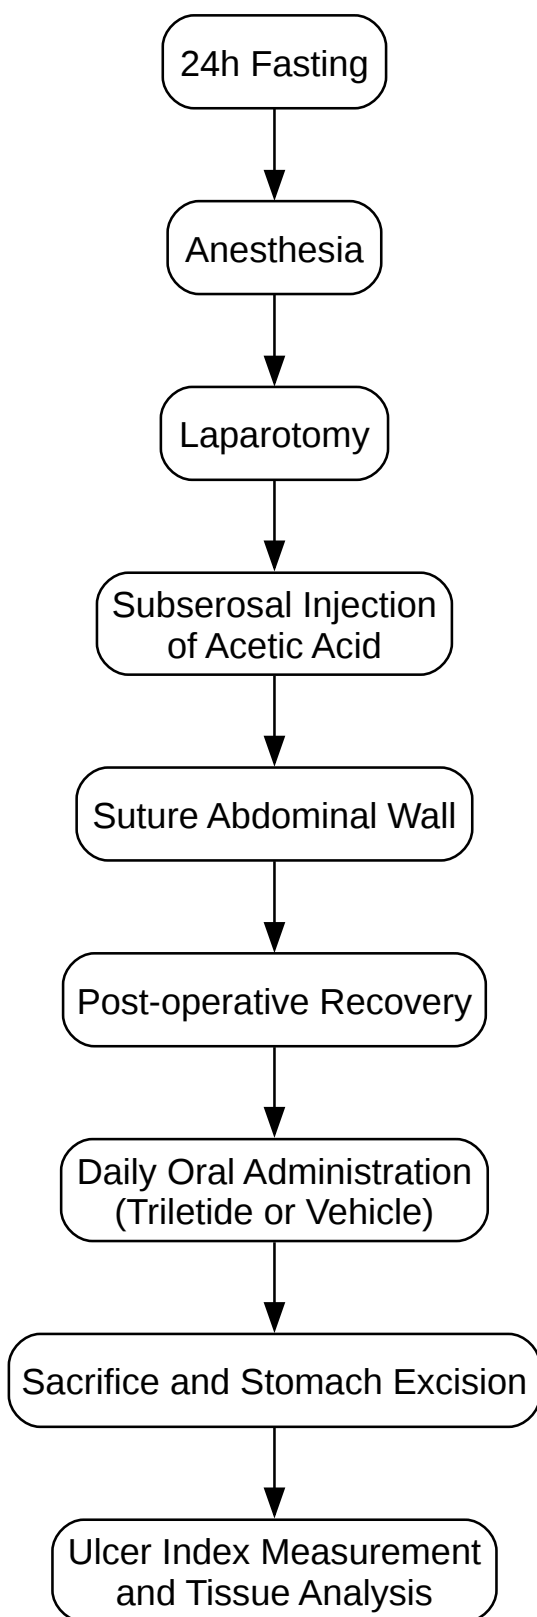 24h Fasting
Anesthesia
Laparotomy
Subserosal Injection
of Acetic Acid
Suture Abdominal Wall
Post-operative Recovery
Daily Oral Administration
(Triletide or Vehicle)
Sacrifice and Stomach Excision
Ulcer Index Measurement
and Tissue Analysis